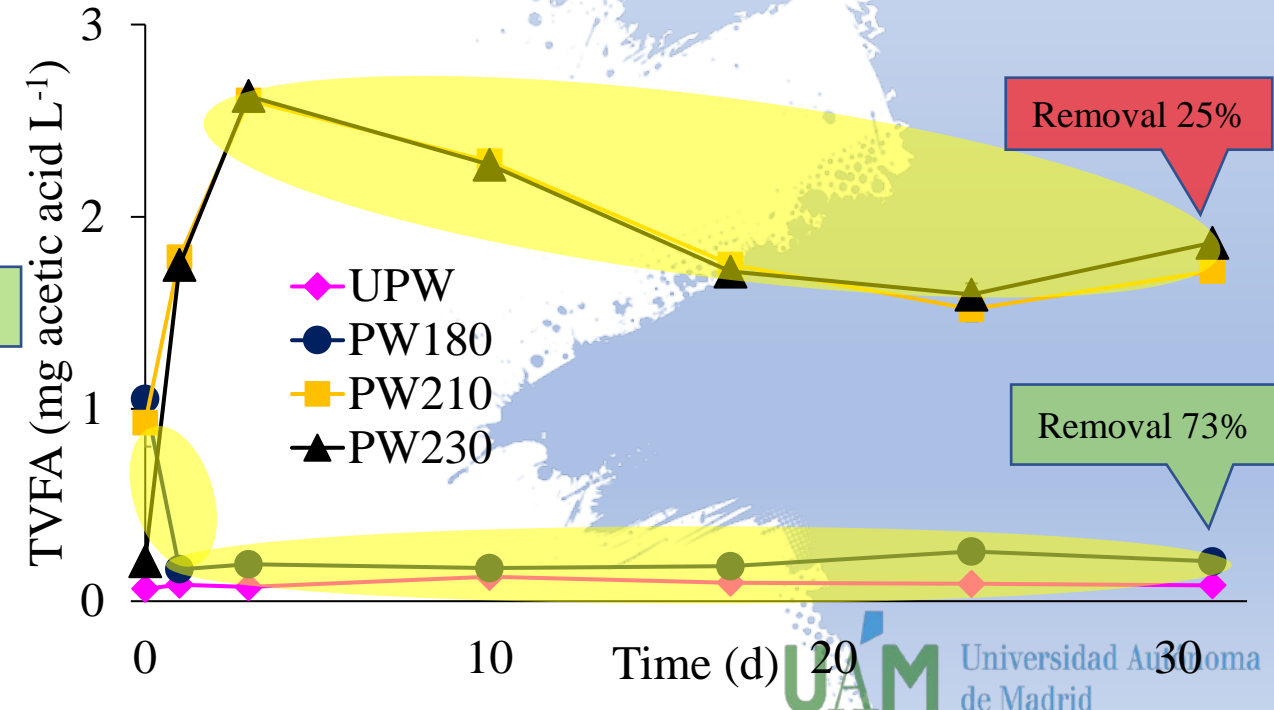 TVFA (mg acetic acid L-1)
3
2
1
0
UPW
PW180
PW210
PW230
Removal 25%
Removal 73%
0
10
20
30
Time (d)
UAM
Universidad Autónoma
de Madrid